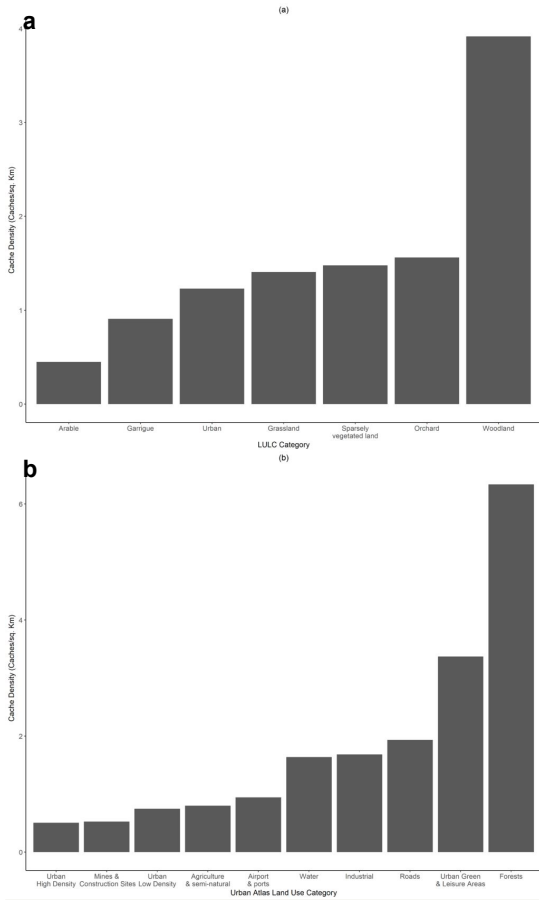 a
(a)
4
3
2
1
0
Cache Density (Caches/sq. Km)
Arable
Garrigue
Urban
Grassland
Sparsely
vegetated land
Orchard
Woodland
LULC Category
b
(b)
6
4
2
0
Cache Density (Caches/sq. Km)
Urban
High Density
Mines &
Construction Sites
Urban
Low Density
Agriculture
& semi-natural
Airport
& ports
Water
Industrial
Roads
Urban Green
& Leisure Areas
Forests
Urban Atlas Land Use Category